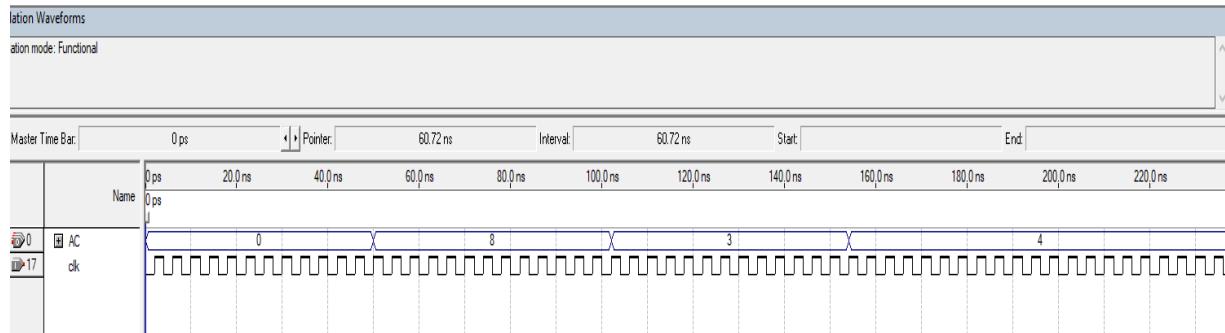 lation Waveforms
ation mode: Functional
Master Time Bar: 0 ps Pointer: 60.72 ns Interval: 60.72 ns Start: End:
Name 0 ps 20.0 ns 40.0 ns 60.0 ns 80.0 ns 100.0 ns 120.0 ns 140.0 ns 160.0 ns 180.0 ns 200.0 ns 220.0 ns
0 ps
0 AC 0 8 3 4
17 clk